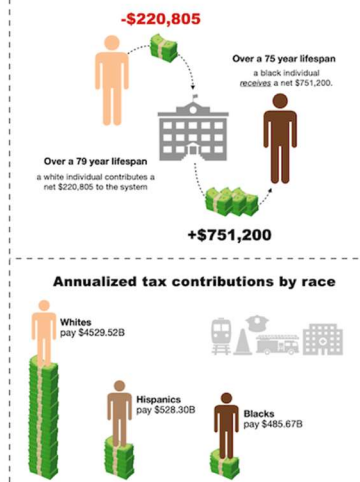 -$220,805
Over a 75 year lifespan
a black individual
receives a net $751,200.
Over a 79 year lifespan
a white individual contributes a
net $220,805 to the system
+$751,200
Annualized tax contributions by race
Whites
pay $4529.52B
Hispanics
pay $528.30B
Blacks
pay $485.67B